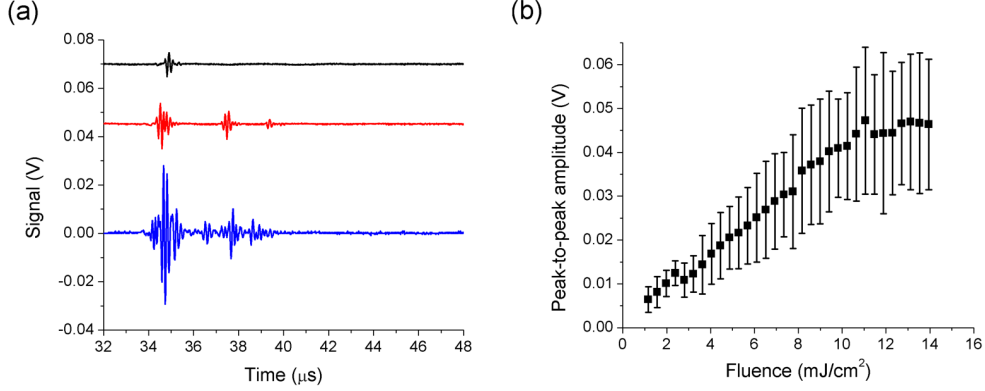 (a)
0.08
0.06
0.04
0.02
0.00
-0.02
-0.04
Signal (V)
32 34 36 38 40 42 44 46 48
Time (μs)
(b)
0.06
0.05
0.04
0.03
0.02
0.01
0.00
Peak-to-peak amplitude (V)
0 2 4 6 8 10 12 14 16
Fluence (mJ/cm²)